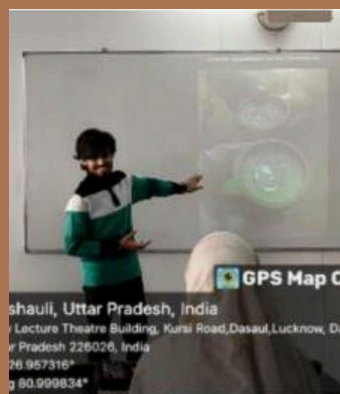 GPS Map C
shauli, Uttar Pradesh, India
Lecture Theatre Building, Kursi Road,Dasaul,Lucknow, Da
r Pradesh 226026, India
26.957316°
g 80.999834°